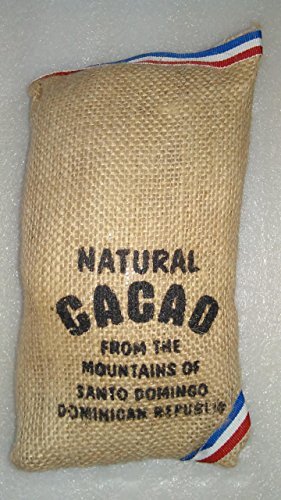 NATURAL
CACAO
FROM THE
MOUNTAINS OF
SANTO DOMINGO
DOMINICAN REPUBLIC